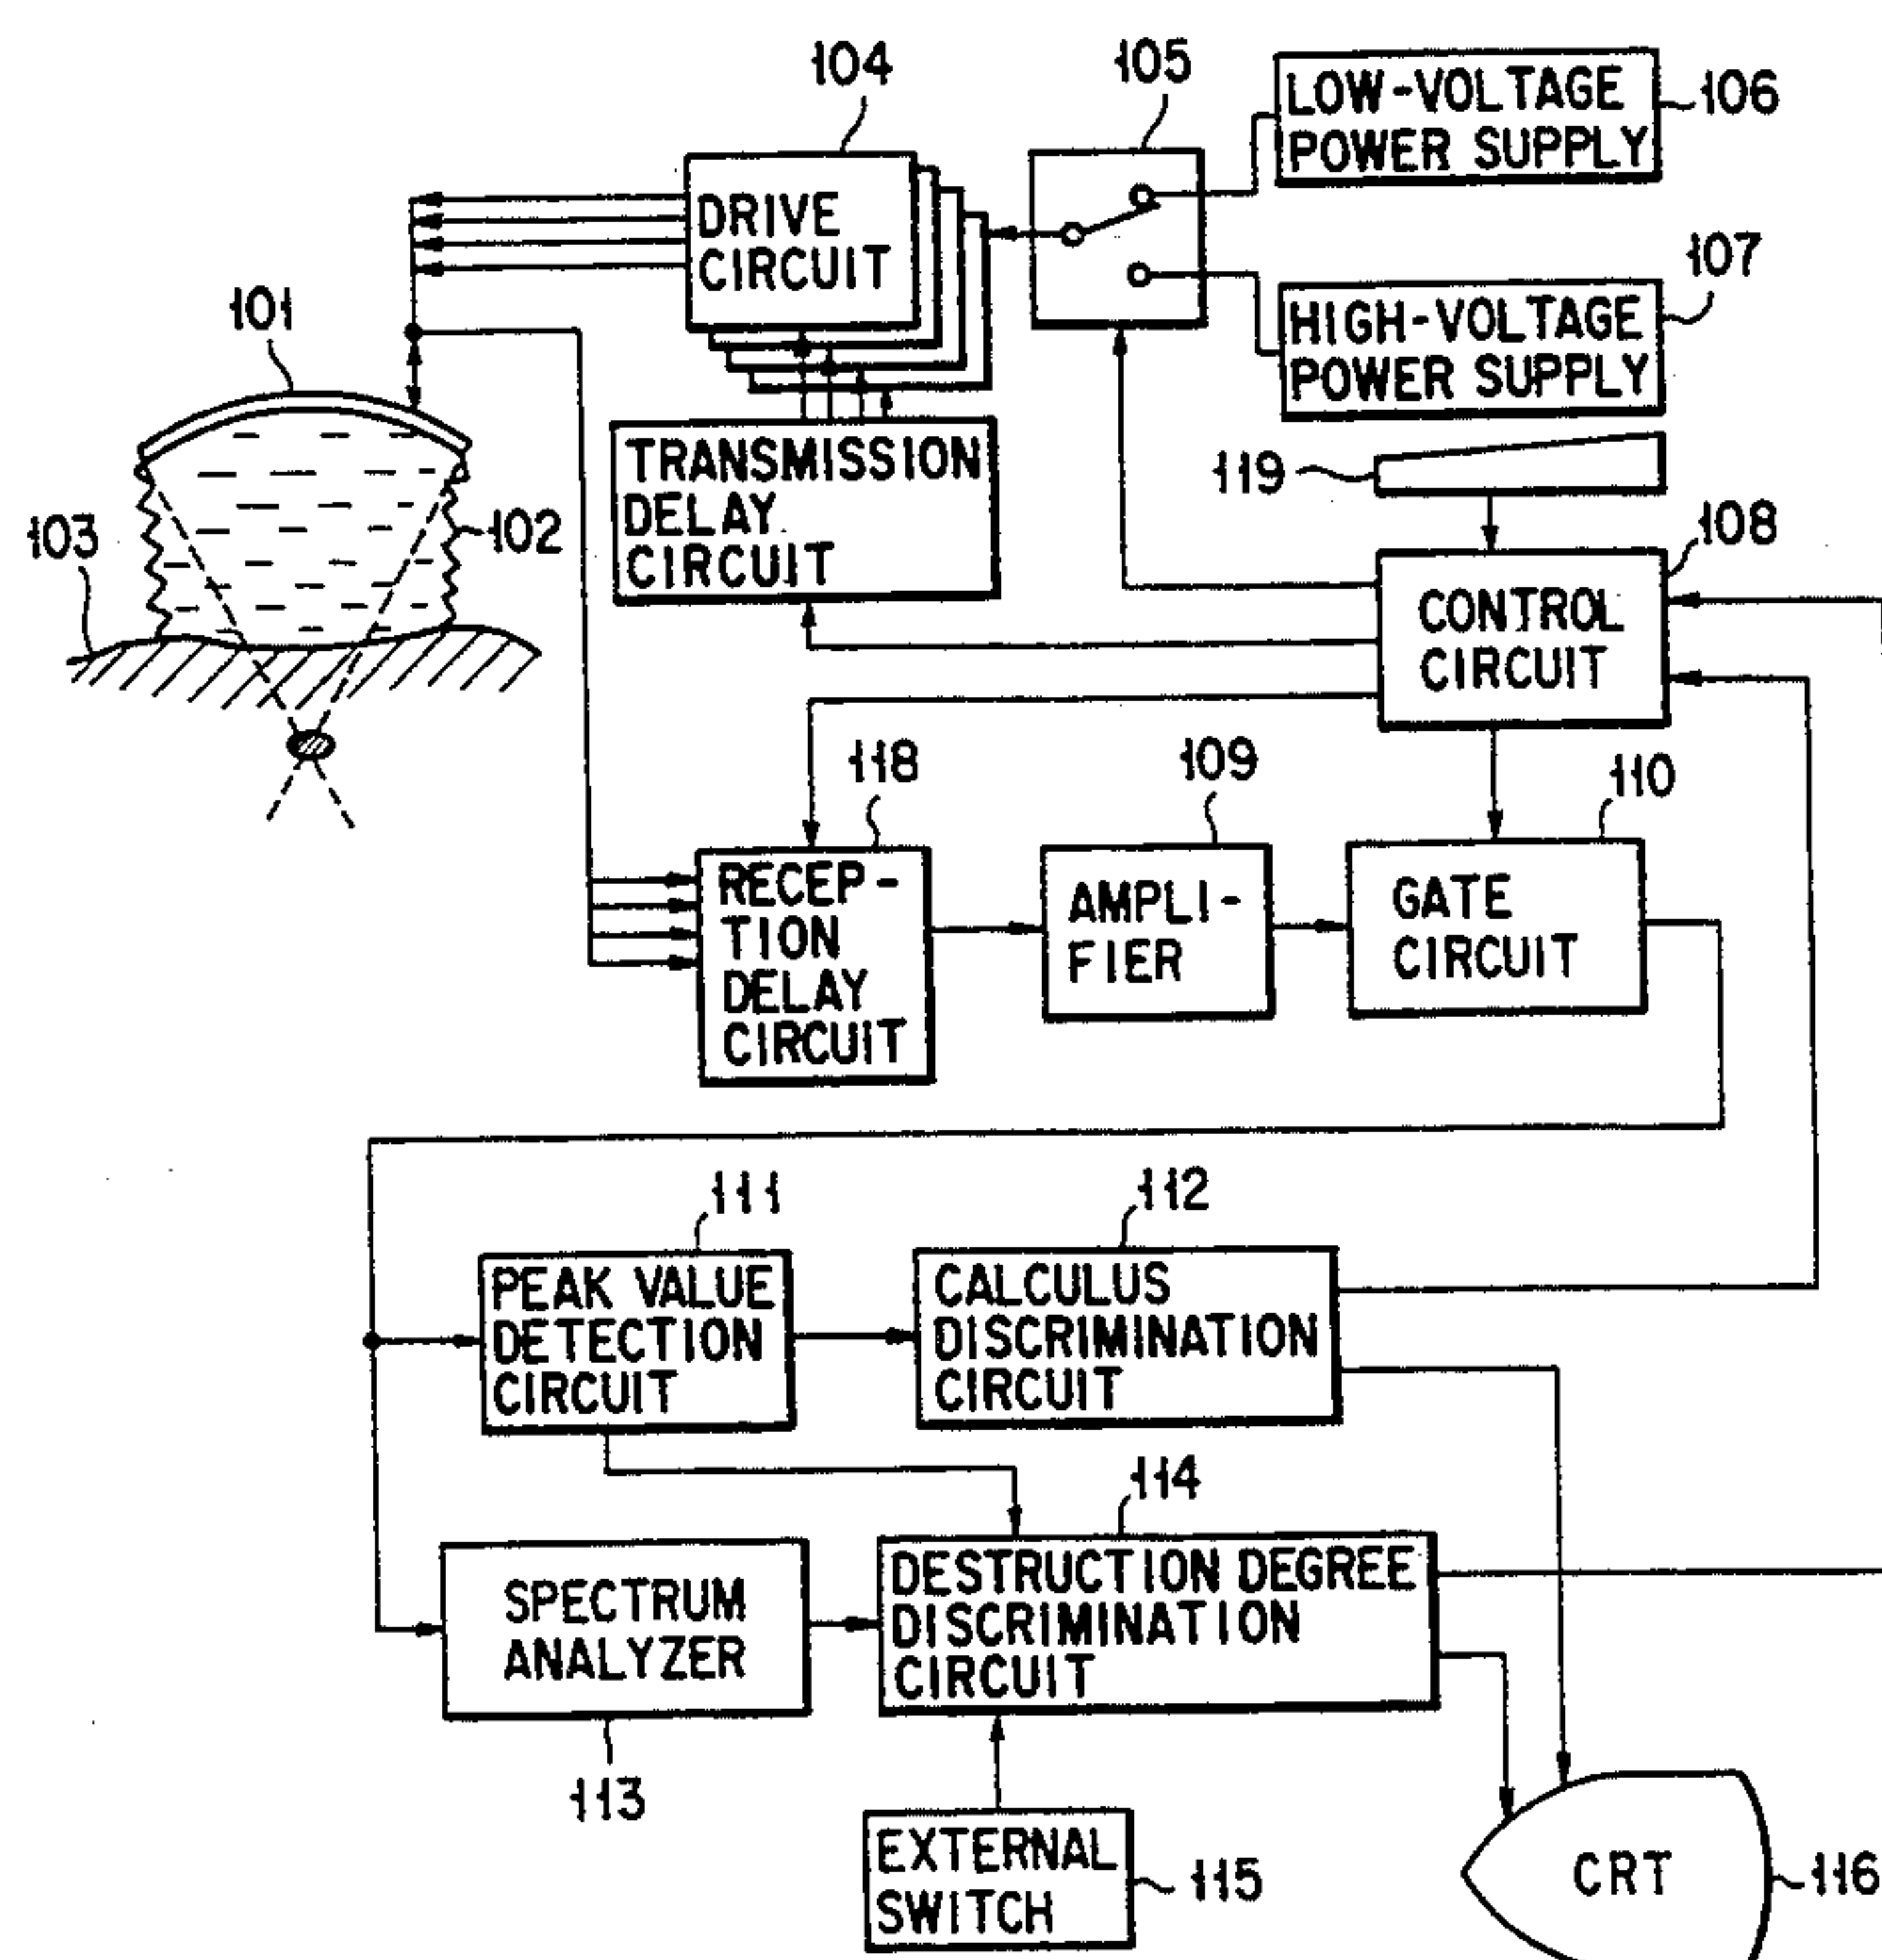 104
105
LOW-VOLTAGE
POWER SUPPLY
106
DRIVE
CIRCUIT
107
HIGH-VOLTAGE
POWER SUPPLY
101
TRANSMISSION
DELAY
CIRCUIT
119
103
102
108
CONTROL
CIRCUIT
118
109
110
RECEP-
TION
DELAY
CIRCUIT
AMPLI-
FIER
GATE
CIRCUIT
111
112
PEAK VALUE
DETECTION
CIRCUIT
CALCULUS
DISCRIMINATION
CIRCUIT
114
SPECTRUM
ANALYZER
DESTRUCTION DEGREE
DISCRIMINATION
CIRCUIT
113
EXTERNAL
SWITCH
115
CRT
116